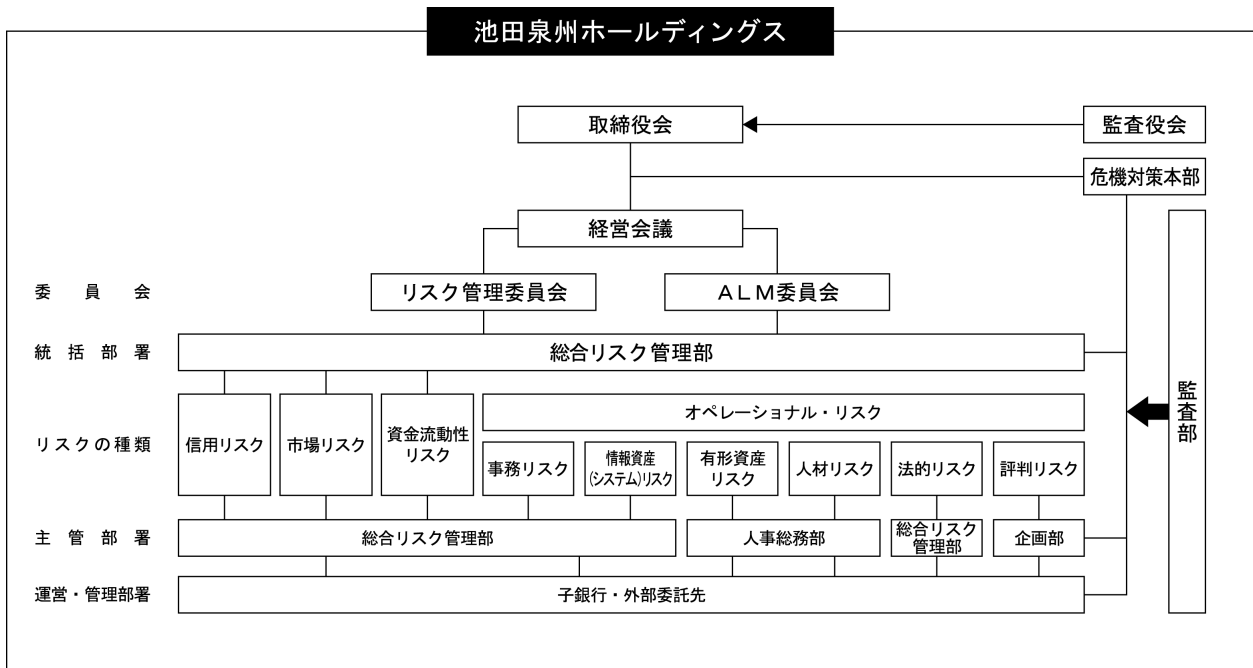 池田泉州ホールディングス
取締役会
監査役会
危機対策本部
経営会議
委員会
リスク管理委員会
ＡＬＭ委員会
統括部署
総合リスク管理部
監査部
リスクの種類
信用リスク
市場リスク
資金流動性
リスク
オペレーショナル・リスク
事務リスク
情報資産
(システム)リスク
有形資産
リスク
人材リスク
法的リスク
評判リスク
主管部署
総合リスク管理部
人事総務部
総合リスク
管理部
企画部
運営・管理部署
子銀行・外部委託先